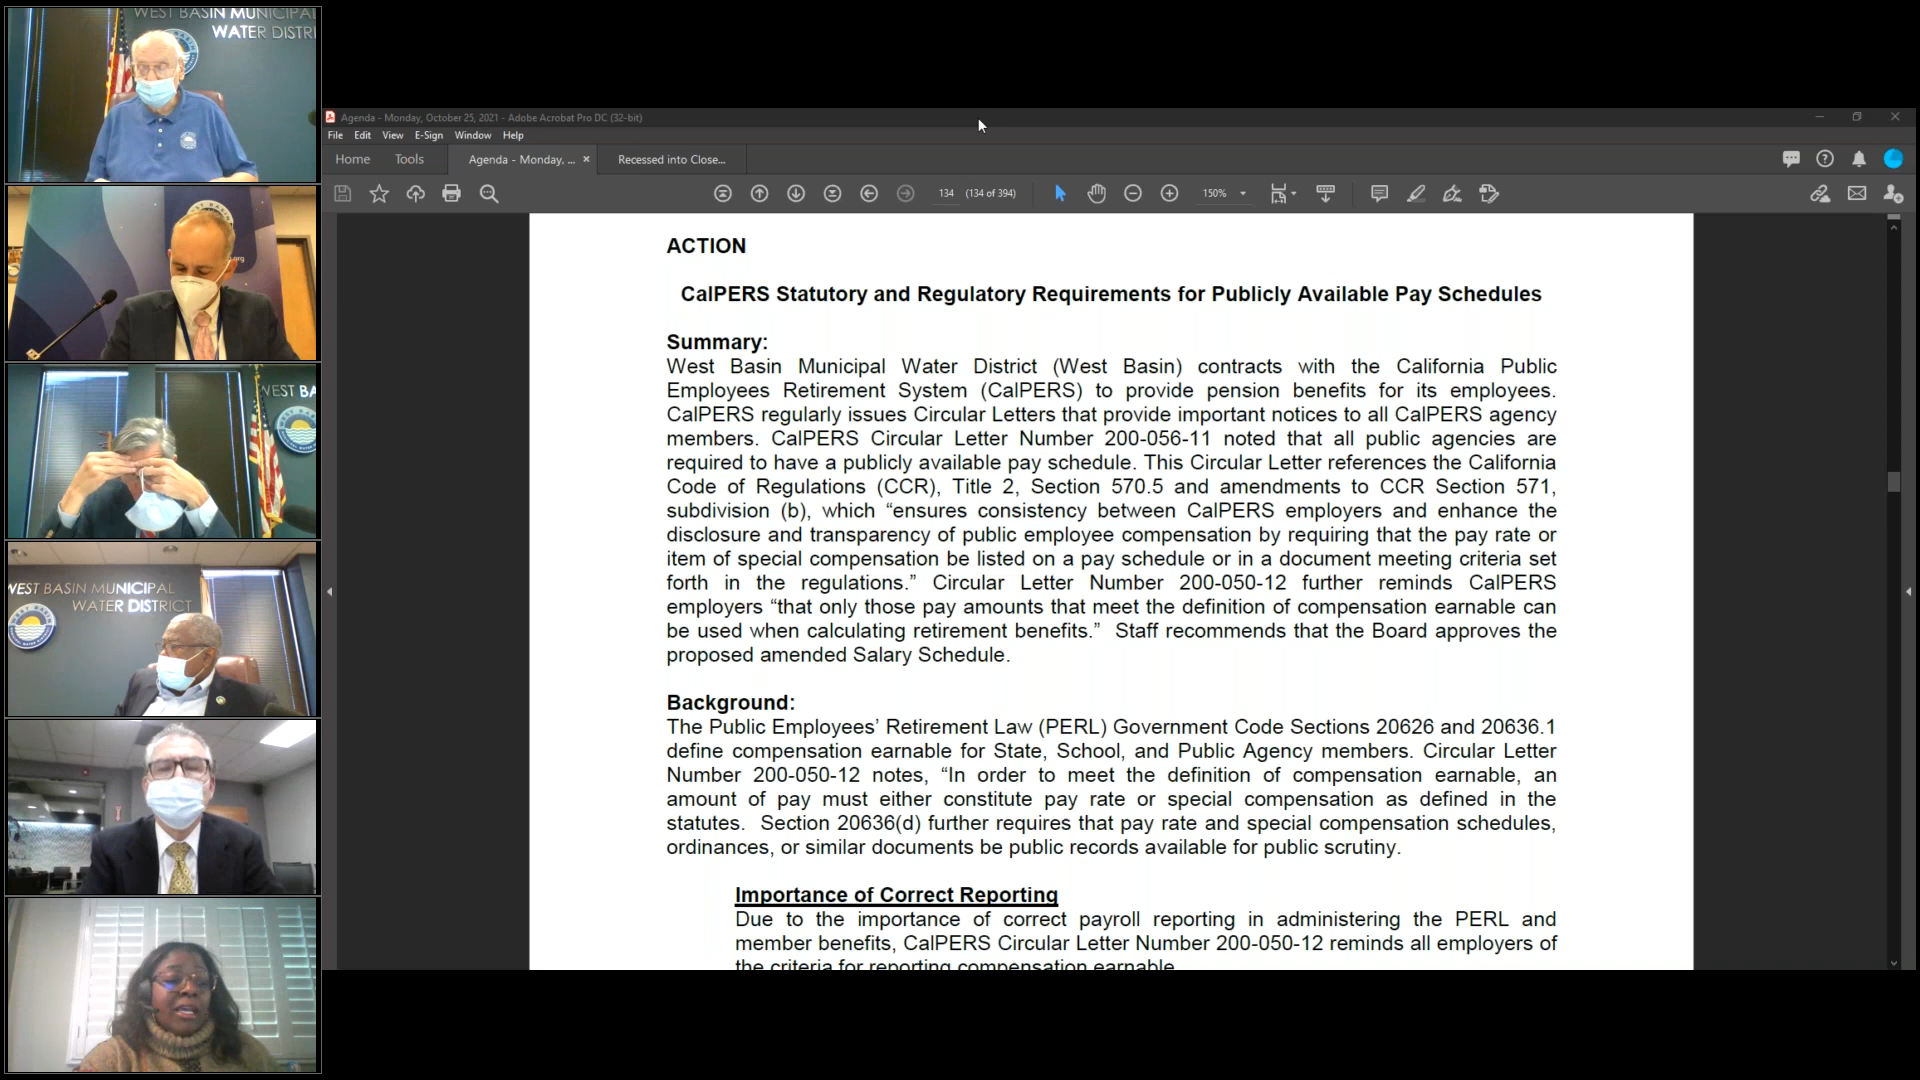 WEST BASIN MUNICIPAL
WATER DISTRI
WEST BA
WEST BASIN MUNICIPAL
WATER DISTRICT
Agenda - Monday, October 25, 2021 - Adobe Acrobat Pro DC (32-bit)
File Edit View E-Sign Window Help
Home Tools Agenda - Monday, ... × Recessed into Close...
134 (134 of 394) 150%
ACTION
CalPERS Statutory and Regulatory Requirements for Publicly Available Pay Schedules
Summary:
West Basin Municipal Water District (West Basin) contracts with the California Public
Employees Retirement System (CalPERS) to provide pension benefits for its employees.
CalPERS regularly issues Circular Letters that provide important notices to all CalPERS agency
members. CalPERS Circular Letter Number 200-056-11 noted that all public agencies are
required to have a publicly available pay schedule. This Circular Letter references the California
Code of Regulations (CCR), Title 2, Section 570.5 and amendments to CCR Section 571,
subdivision (b), which “ensures consistency between CalPERS employers and enhance the
disclosure and transparency of public employee compensation by requiring that the pay rate or
item of special compensation be listed on a pay schedule or in a document meeting criteria set
forth in the regulations.” Circular Letter Number 200-050-12 further reminds CalPERS
employers “that only those pay amounts that meet the definition of compensation earnable can
be used when calculating retirement benefits.” Staff recommends that the Board approves the
proposed amended Salary Schedule.
Background:
The Public Employees’ Retirement Law (PERL) Government Code Sections 20626 and 20636.1
define compensation earnable for State, School, and Public Agency members. Circular Letter
Number 200-050-12 notes, “In order to meet the definition of compensation earnable, an
amount of pay must either constitute pay rate or special compensation as defined in the
statutes. Section 20636(d) further requires that pay rate and special compensation schedules,
ordinances, or similar documents be public records available for public scrutiny.
Importance of Correct Reporting
Due to the importance of correct payroll reporting in administering the PERL and
member benefits, CalPERS Circular Letter Number 200-050-12 reminds all employers of
the criteria for reporting compensation earnable